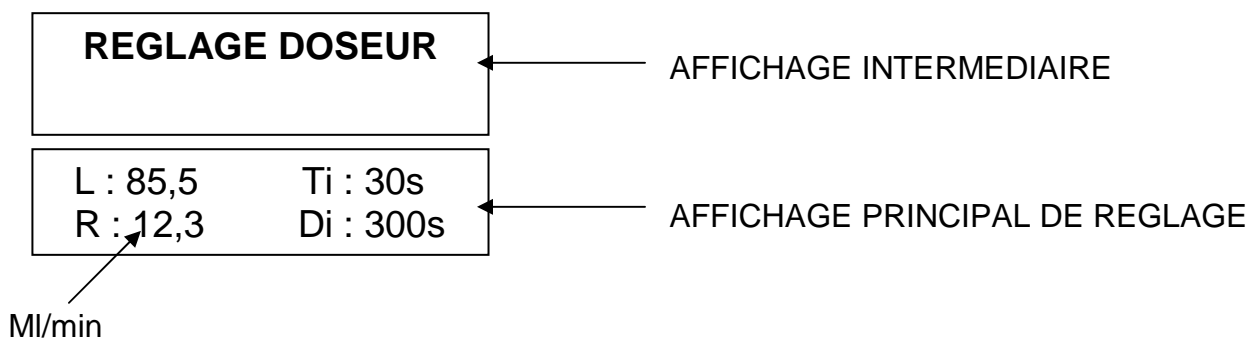 REGLAGE DOSEUR
AFFICHAGE INTERMEDIAIRE
L : 85,5 Ti : 30s
R : 12,3 Di : 300s
AFFICHAGE PRINCIPAL DE REGLAGE
Ml/min